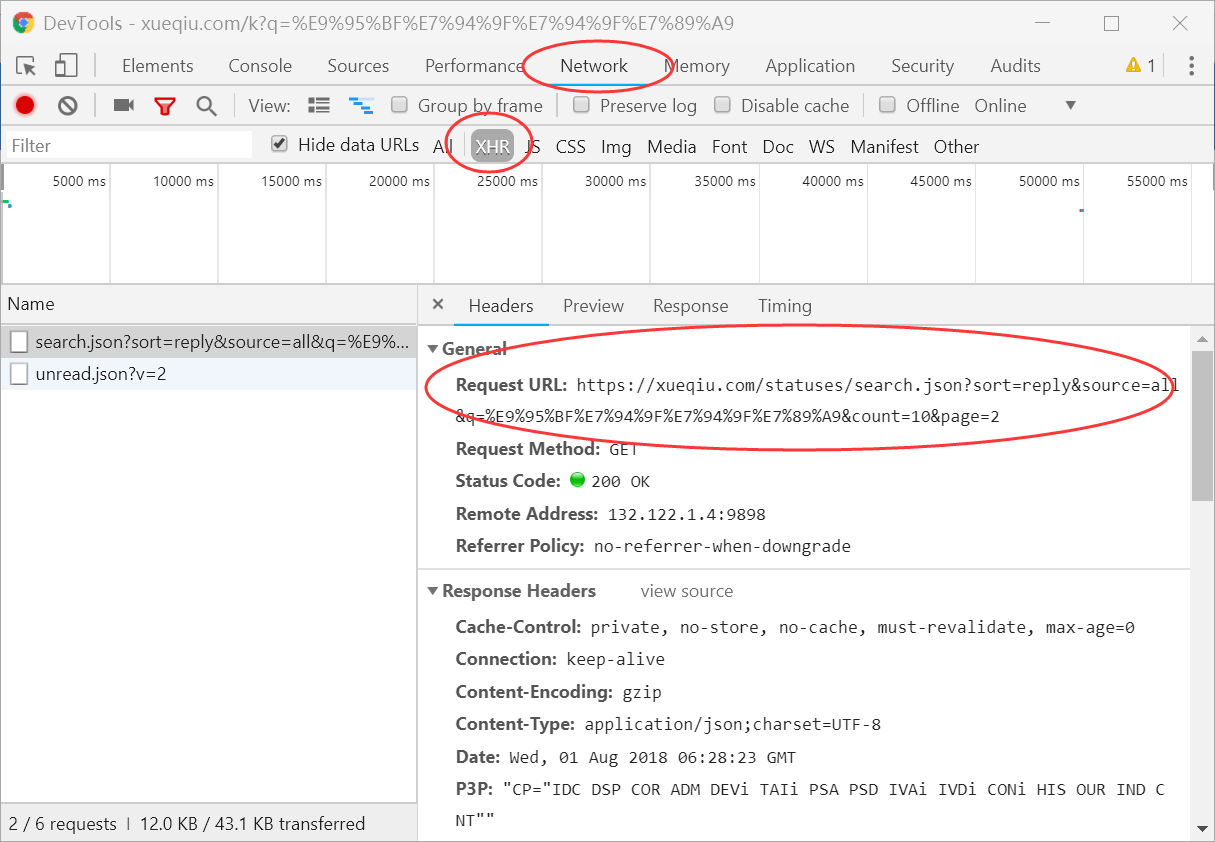 DevTools - xueqiu.com/k?q=%E9%95%BF%E7%94%9F%E7%94%9F%E7%89%A9
Elements Console Sources Performance Network Memory Application Security Audits 1
View: Group by frame Preserve log Disable cache Offline Online
Filter Hide data URLs All XHR JS CSS Img Media Font Doc WS Manifest Other
5000 ms 10000 ms 15000 ms 20000 ms 25000 ms 30000 ms 35000 ms 40000 ms 45000 ms 50000 ms 55000 ms
Name
search.json?sort=reply&source=all&q=%E9%...
unread.json?v=2
2 / 6 requests | 12.0 KB / 43.1 KB transferred
× Headers Preview Response Timing
General
Request URL: https://xueqiu.com/statuses/search.json?sort=reply&source=all
&q=%E9%95%BF%E7%94%9F%E7%94%9F%E7%89%A9&count=10&page=2
Request Method: GET
Status Code: 200 OK
Remote Address: 132.122.1.4:9898
Referrer Policy: no-referrer-when-downgrade
Response Headers view source
Cache-Control: private, no-store, no-cache, must-revalidate, max-age=0
Connection: keep-alive
Content-Encoding: gzip
Content-Type: application/json;charset=UTF-8
Date: Wed, 01 Aug 2018 06:28:23 GMT
P3P: "CP="IDC DSP COR ADM DEVi TAIi PSA PSD IVAi IVDi CONi HIS OUR IND C
NT""